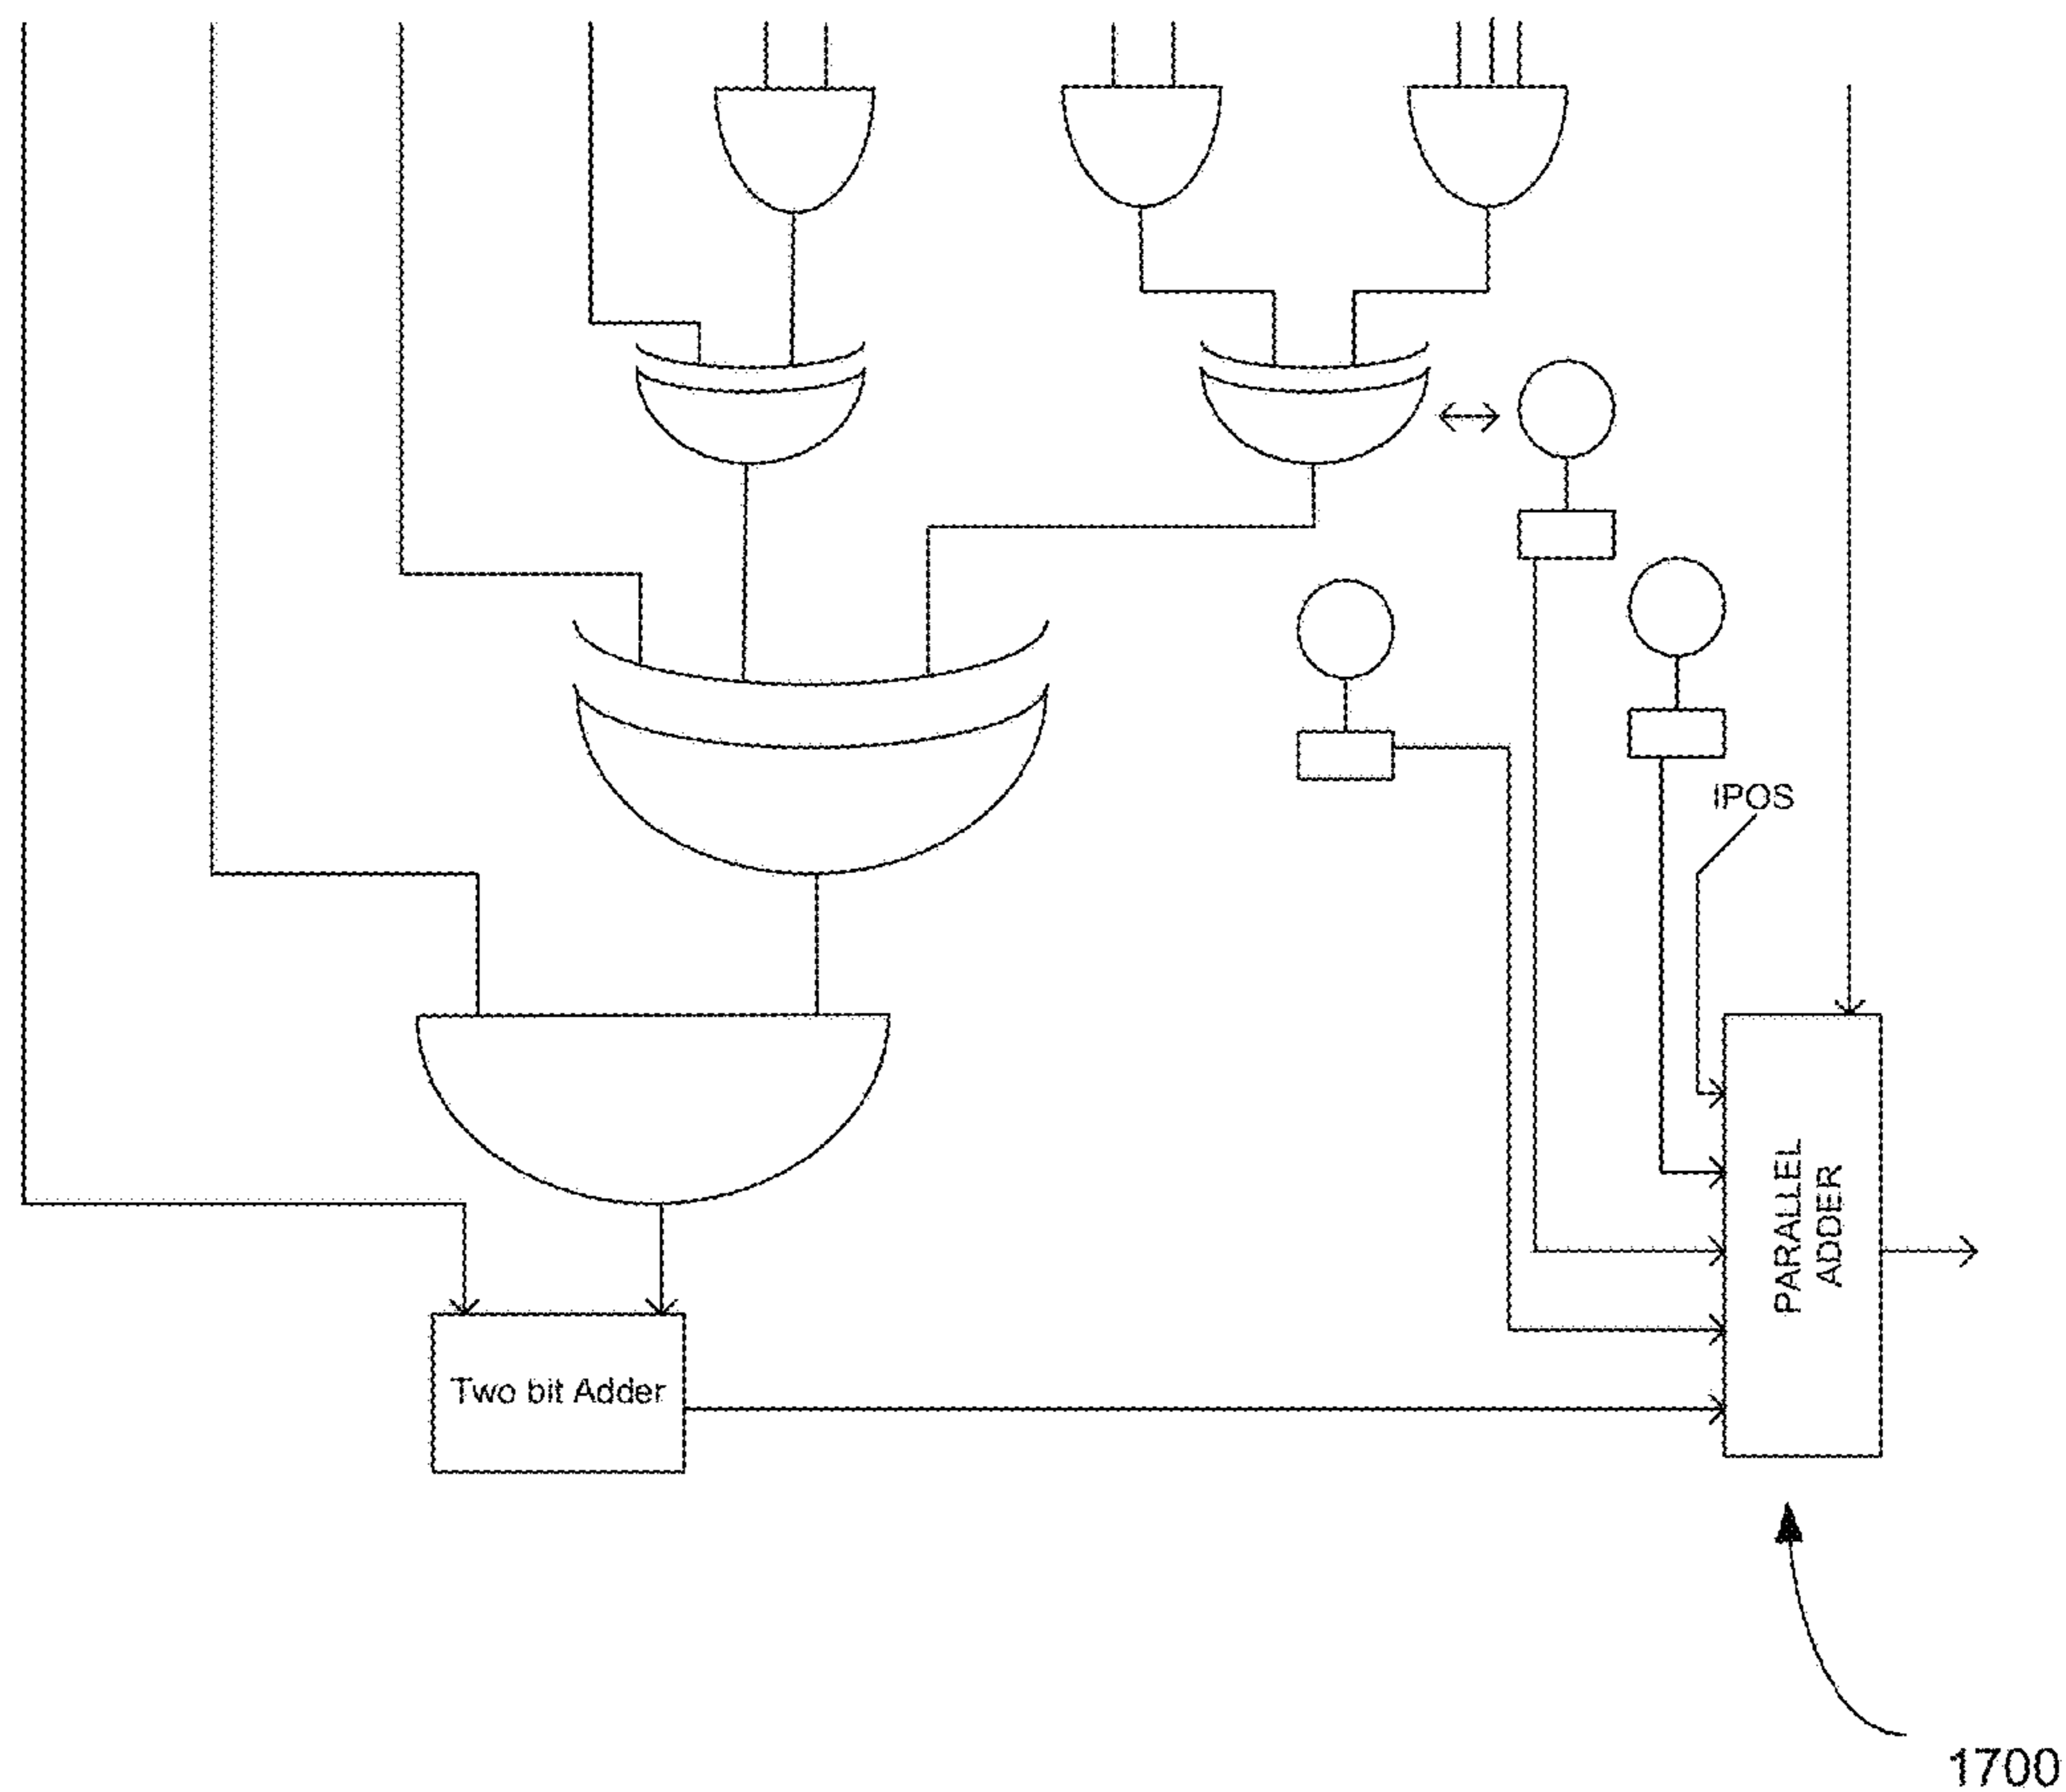 IPOS
PARALLEL
ADDER
Two bit Adder
1700